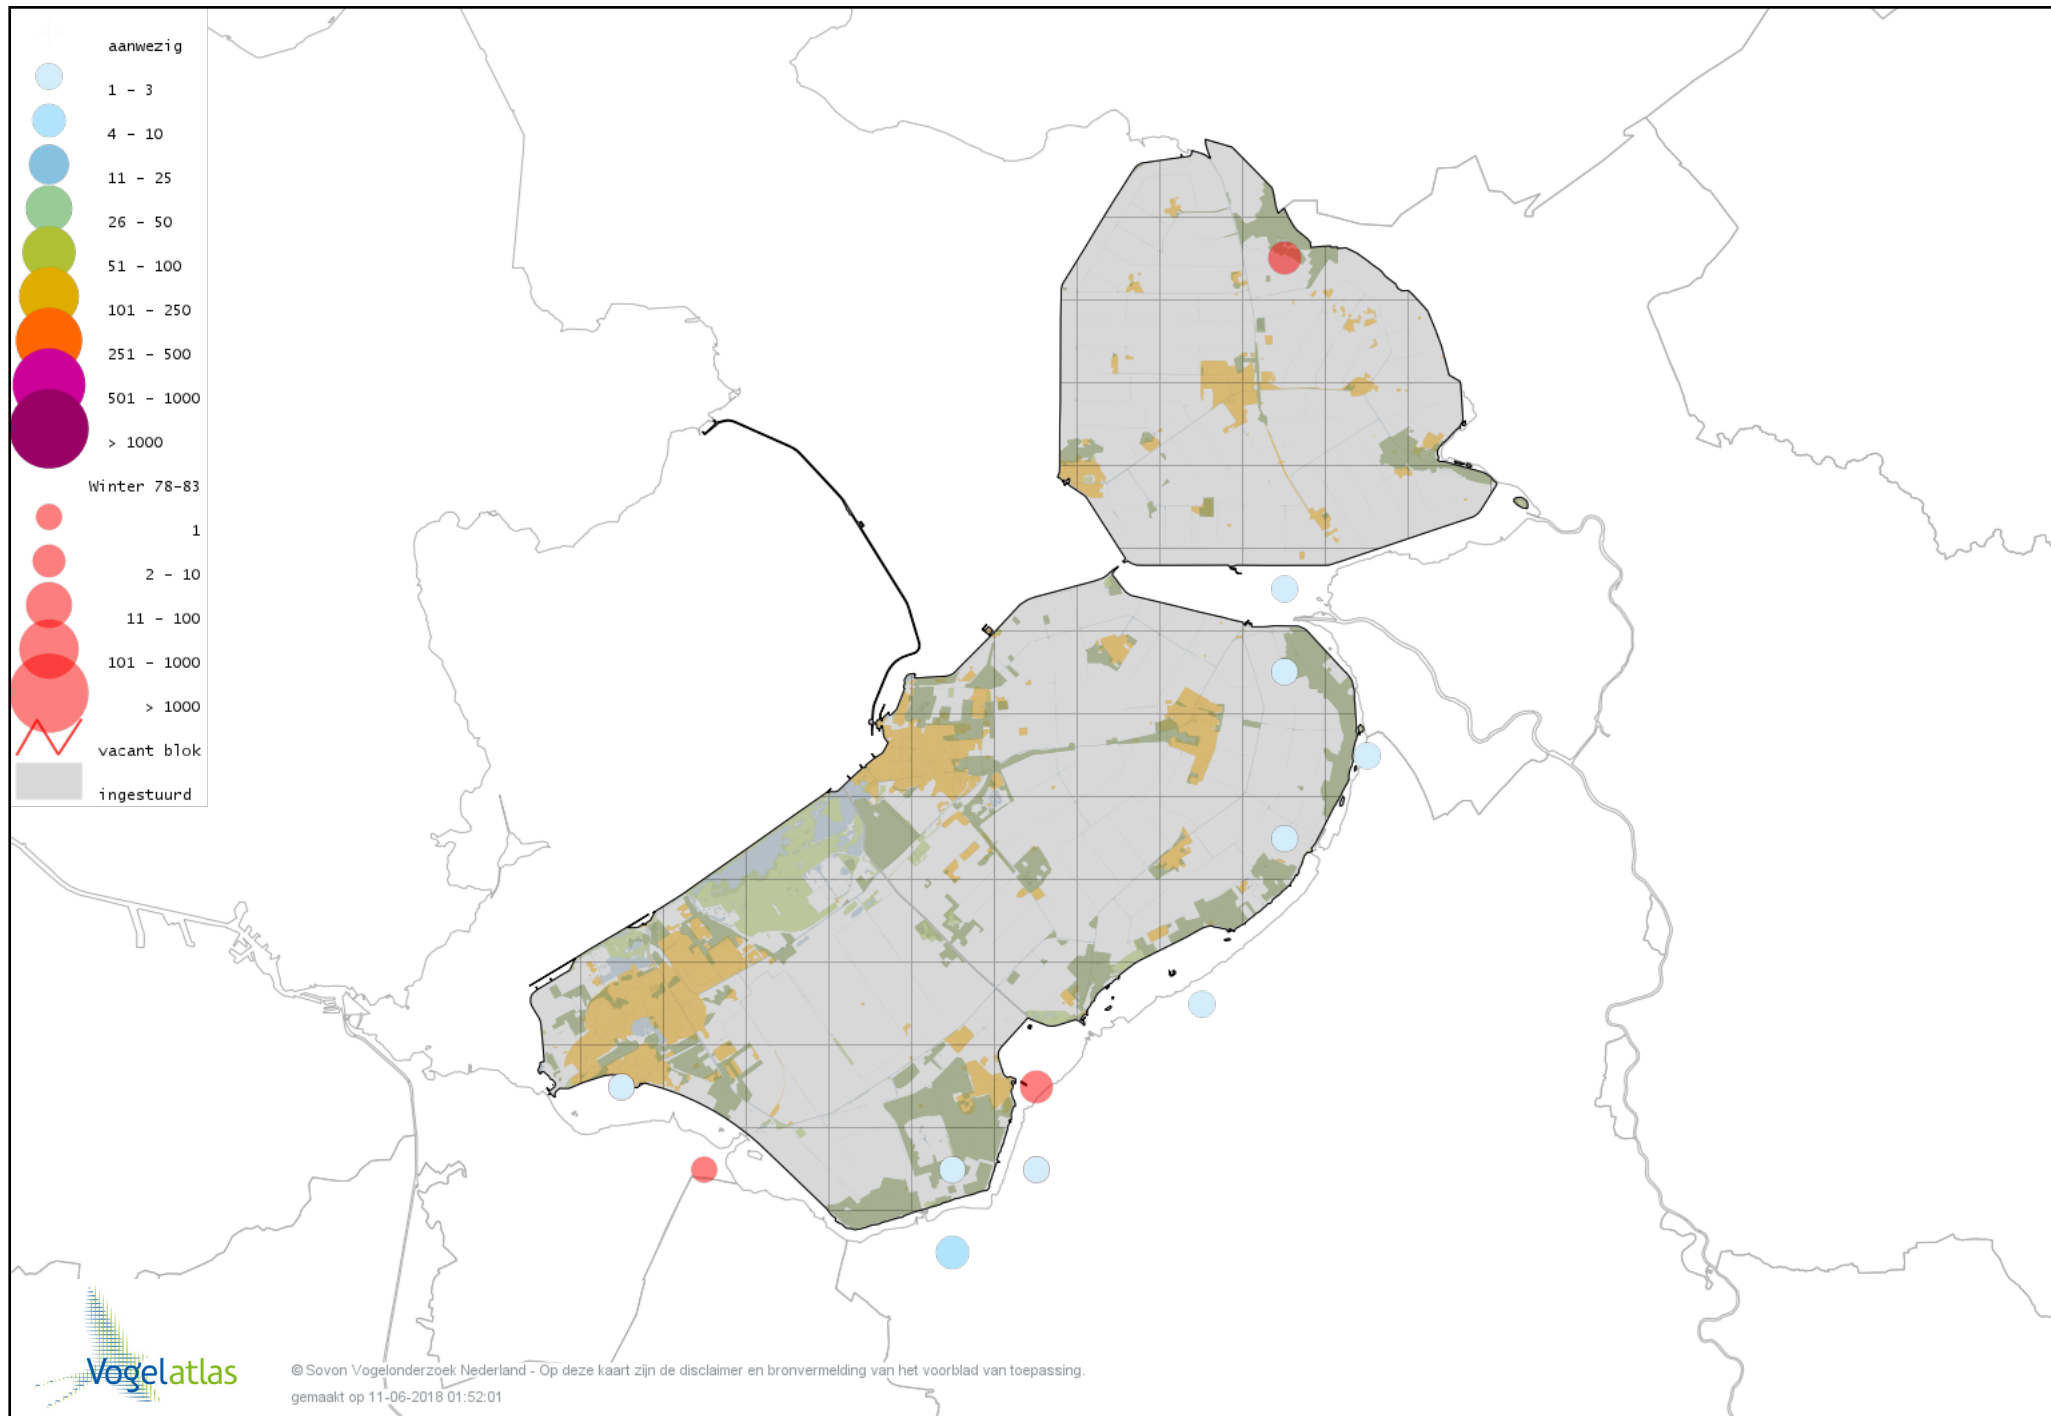 aanwezig
1 - 3
4 - 10
11 - 25
26 - 50
51 - 100
101 - 250
251 - 500
501 - 1000
> 1000
Winter 78-83
1
2 - 10
11 - 100
101 - 1000
> 1000
vacant blok
ingestuurd
Vogelatlas
© Sovon Vogelonderzoek Nederland - Op deze kaart zijn de disclaimer en bronvermelding van het voorblad van toepassing.
gemaakt op 11-06-2018 01:52:01